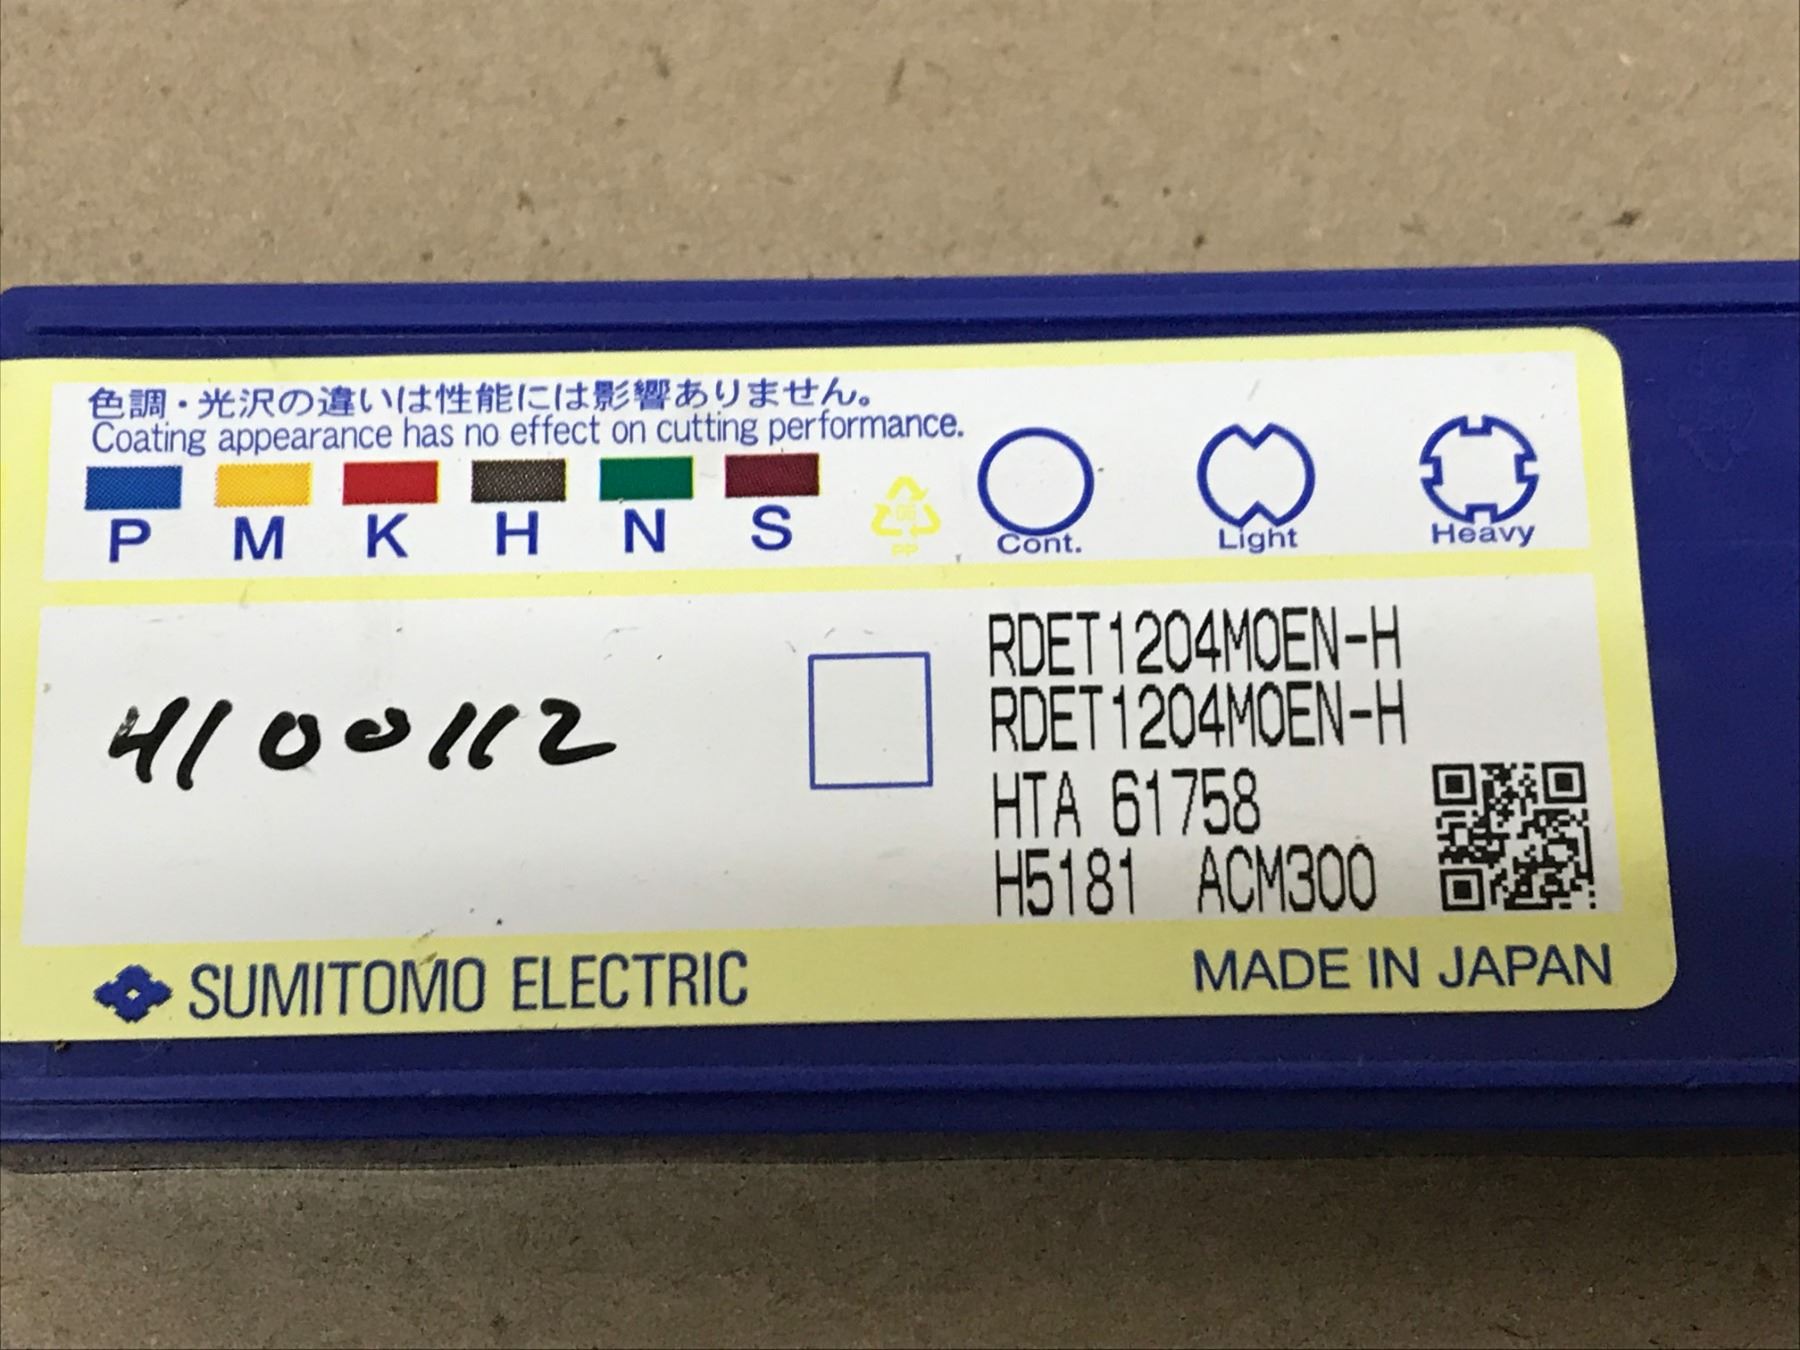 色調・光沢の違いは性能には影響ありません。
Coating appearance has no effect on cutting performance.
P M K H N S
PP
Cont. Light Heavy
4100112
RDET1204M0EN-H
RDET1204M0EN-H
HTA 61758
H5181 ACM300
SUMITOMO ELECTRIC
MADE IN JAPAN